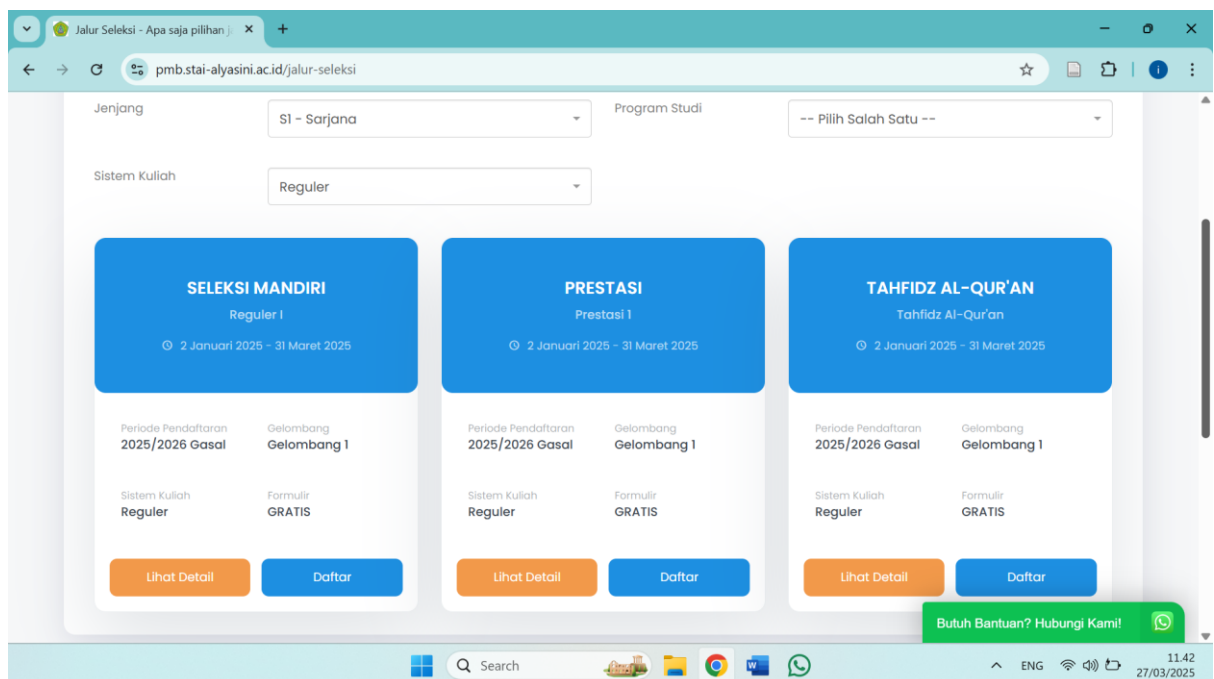 Jalur Seleksi - Apa saja pilihan j
pmb.stai-alyasini.ac.id/jalur-seleksi
Jenjang
S1 - Sarjana
Program Studi
-- Pilih Salah Satu --
Sistem Kuliah
Reguler
SELEKSI MANDIRI
Reguler I
2 Januari 2025 - 31 Maret 2025
Periode Pendaftaran
2025/2026 Gasal
Gelombang
Gelombang 1
Sistem Kuliah
Reguler
Formulir
GRATIS
Lihat Detail
Daftar
PRESTASI
Prestasi 1
2 Januari 2025 - 31 Maret 2025
Periode Pendaftaran
2025/2026 Gasal
Gelombang
Gelombang 1
Sistem Kuliah
Reguler
Formulir
GRATIS
Lihat Detail
Daftar
TAHFIDZ AL-QUR'AN
Tahfidz Al-Qur'an
2 Januari 2025 - 31 Maret 2025
Periode Pendaftaran
2025/2026 Gasal
Gelombang
Gelombang 1
Sistem Kuliah
Reguler
Formulir
GRATIS
Lihat Detail
Daftar
Butuh Bantuan? Hubungi Kami!
Search
ENG
11.42
27/03/2025